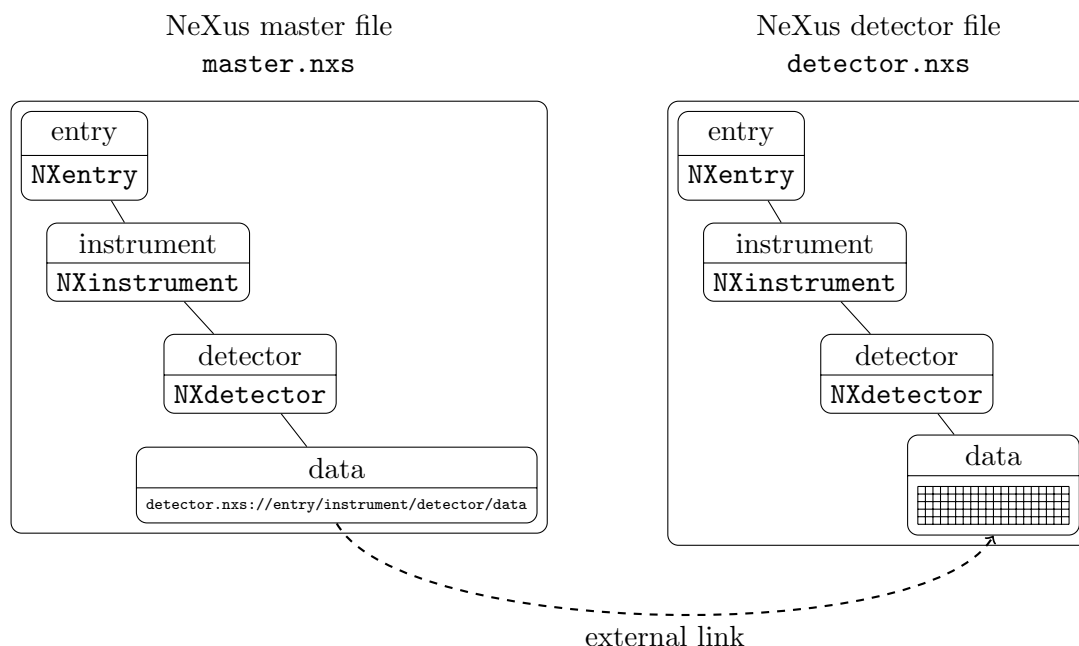 NeXus master file
master.nxs
entry
NXentry
instrument
NXinstrument
detector
NXdetector
data
detector.nxs://entry/instrument/detector/data
NeXus detector file
detector.nxs
entry
NXentry
instrument
NXinstrument
detector
NXdetector
data
external link